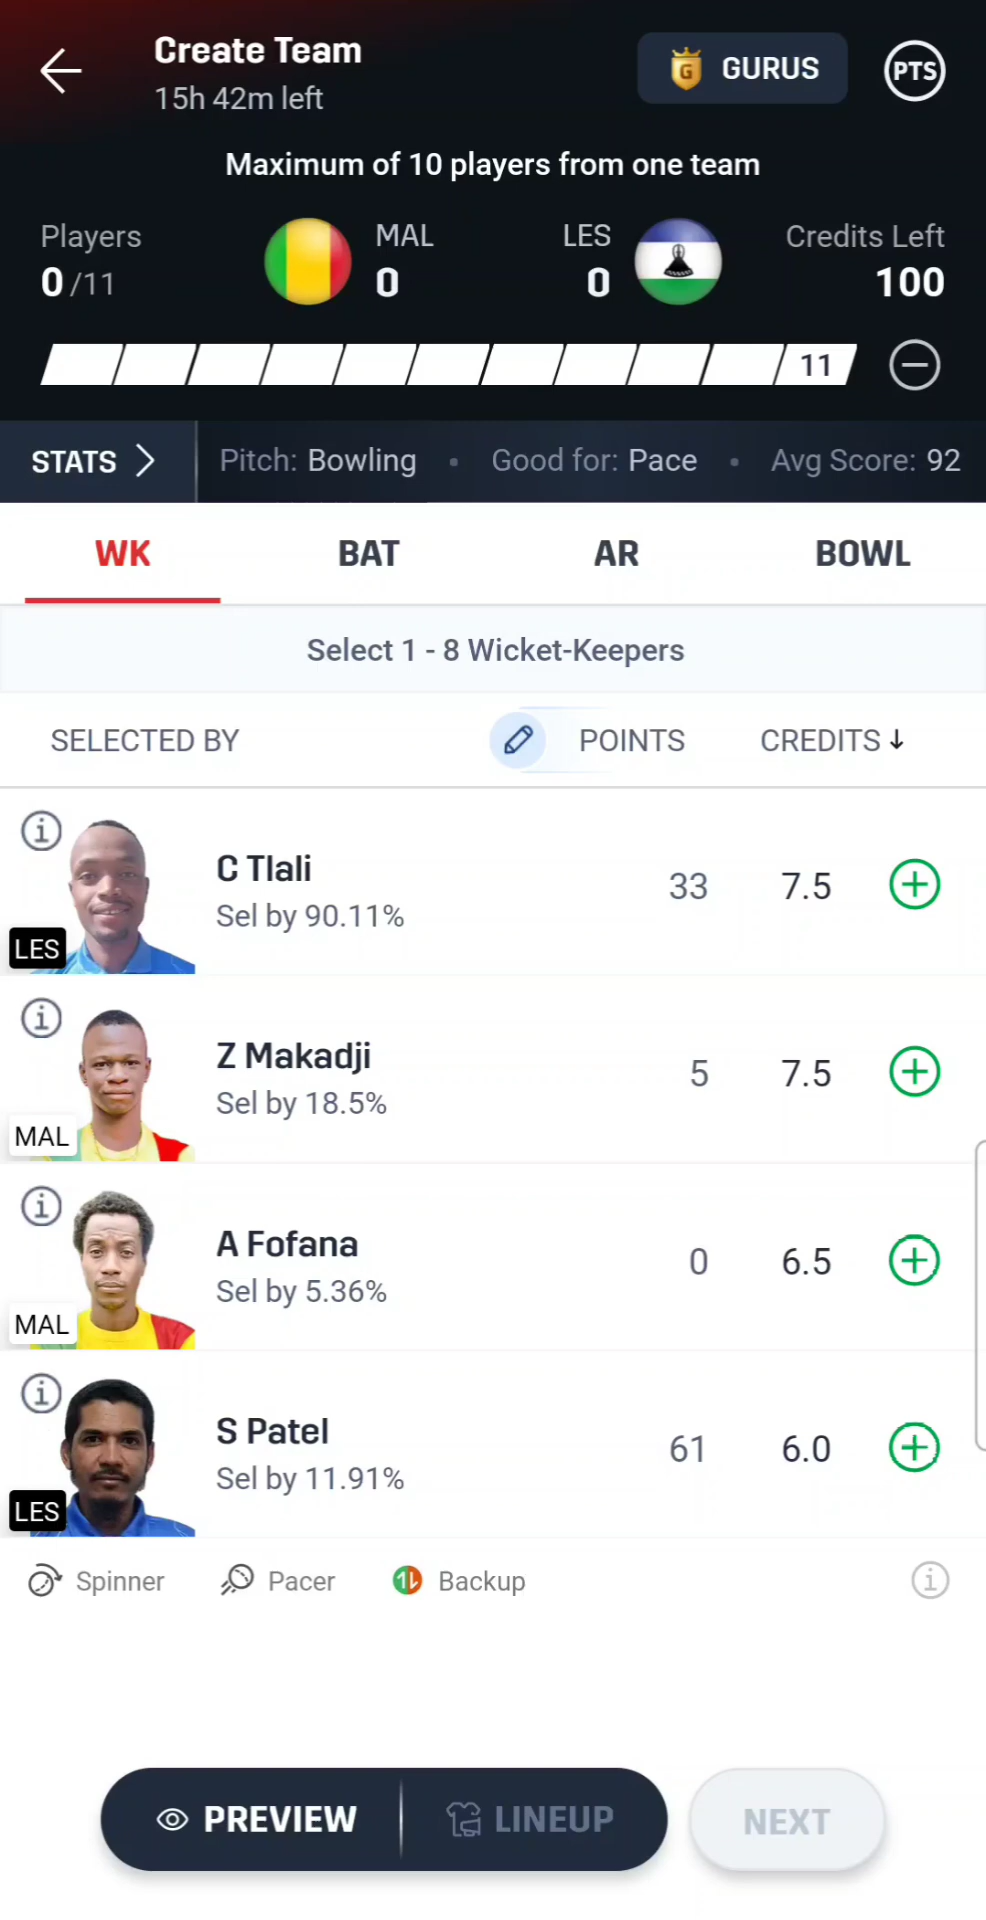 Create Team
15h 42m left
G GURUS
PTS
Maximum of 10 players from one team
Players
0/11
MAL
0
LES
0
Credits Left
100
11
STATS
Pitch: Bowling • Good for: Pace • Avg Score: 92
WK BAT AR BOWL
Select 1 - 8 Wicket-Keepers
SELECTED BY POINTS CREDITS↓
C Tlali
Sel by 90.11%
33 7.5
LES
Z Makadji
Sel by 18.5%
5 7.5
MAL
A Fofana
Sel by 5.36%
0 6.5
MAL
S Patel
Sel by 11.91%
61 6.0
LES
Spinner Pacer Backup
PREVIEW LINEUP NEXT